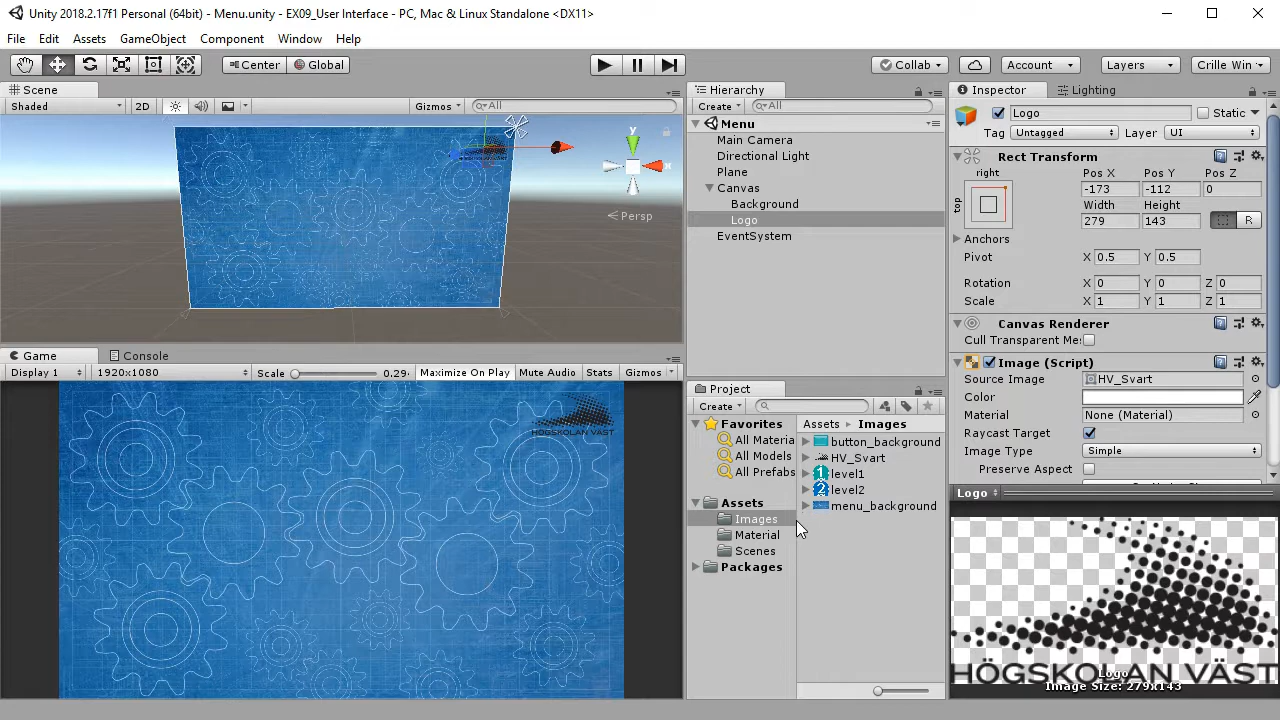 Unity 2018.2.17f1 Personal (64bit) - Menu.unity - EX09_User Interface - PC, Mac & Linux Standalone <DX11>
File Edit Assets GameObject Component Window Help
Center Global Collab Account Layers Crille Win
Scene
Shaded 2D Gizmos All
y
x
Persp
Game Console
Display 1 1920x1080 Scale 0.29 Maximize On Play Mute Audio Stats Gizmos
HÖGSKOLAN VÄST
Hierarchy
Create All
Menu
Main Camera
Directional Light
Plane
Canvas
Background
Logo
EventSystem
Project
Create
Favorites
All Materia
All Models
All Prefabs
Assets
Images
Material
Scenes
Packages
Assets Images
button_background
HV_Svart
level1
level2
menu_background
Inspector Lighting
Logo Static
Tag Untagged Layer UI
Rect Transform
right Pos X Pos Y Pos Z
top -173 -112 0
Width Height
279 143 R
Anchors
Pivot X 0.5 Y 0.5
Rotation X 0 Y 0 Z 0
Scale X 1 Y 1 Z 1
Canvas Renderer
Cull Transparent Me:
Image (Script)
Source Image HV_Svart
Color
Material None (Material)
Raycast Target
Image Type Simple
Preserve Aspect
Logo
HÖGSKOLAN VÄST
Logo
Image Size: 279x143